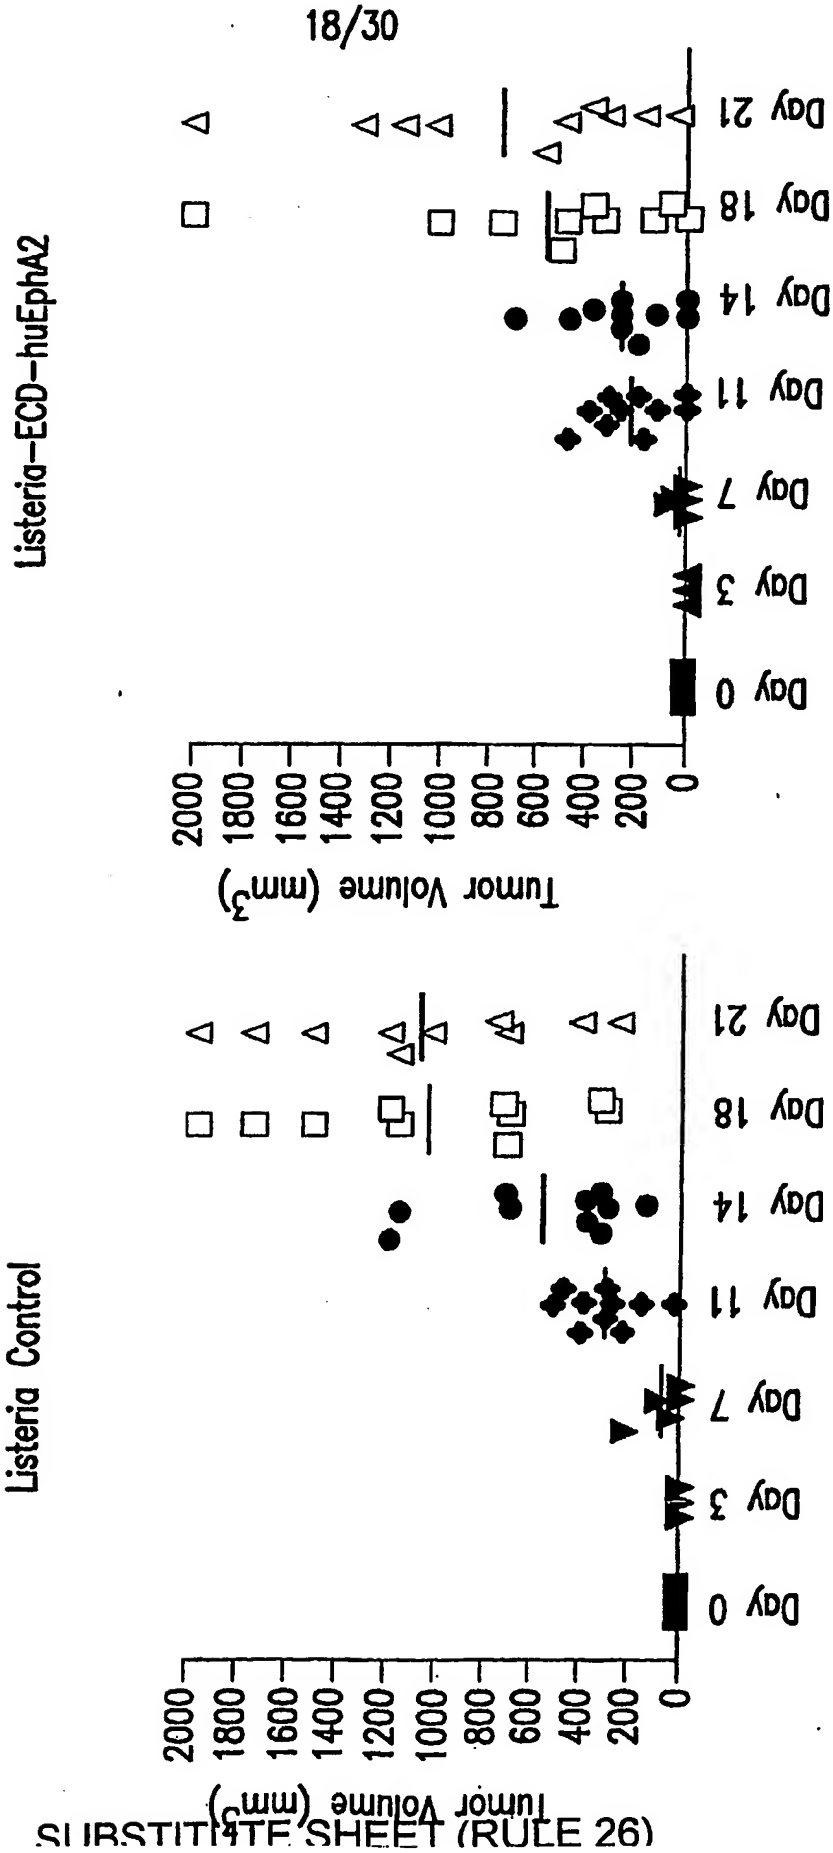 18/30
Listeria-ECD-huEphA2
Tumor Volume (mm3)
2000
1800
1600
1400
1200
1000
800
600
400
200
0
Day 0
Day 3
Day 7
Day 11
Day 14
Day 18
Day 21
Listeria Control
Tumor Volume (mm3)
2000
1800
1600
1400
1200
1000
800
600
400
200
0
Day 0
Day 3
Day 7
Day 11
Day 14
Day 18
Day 21
SUBSTITUTE SHEET (RULE 26)